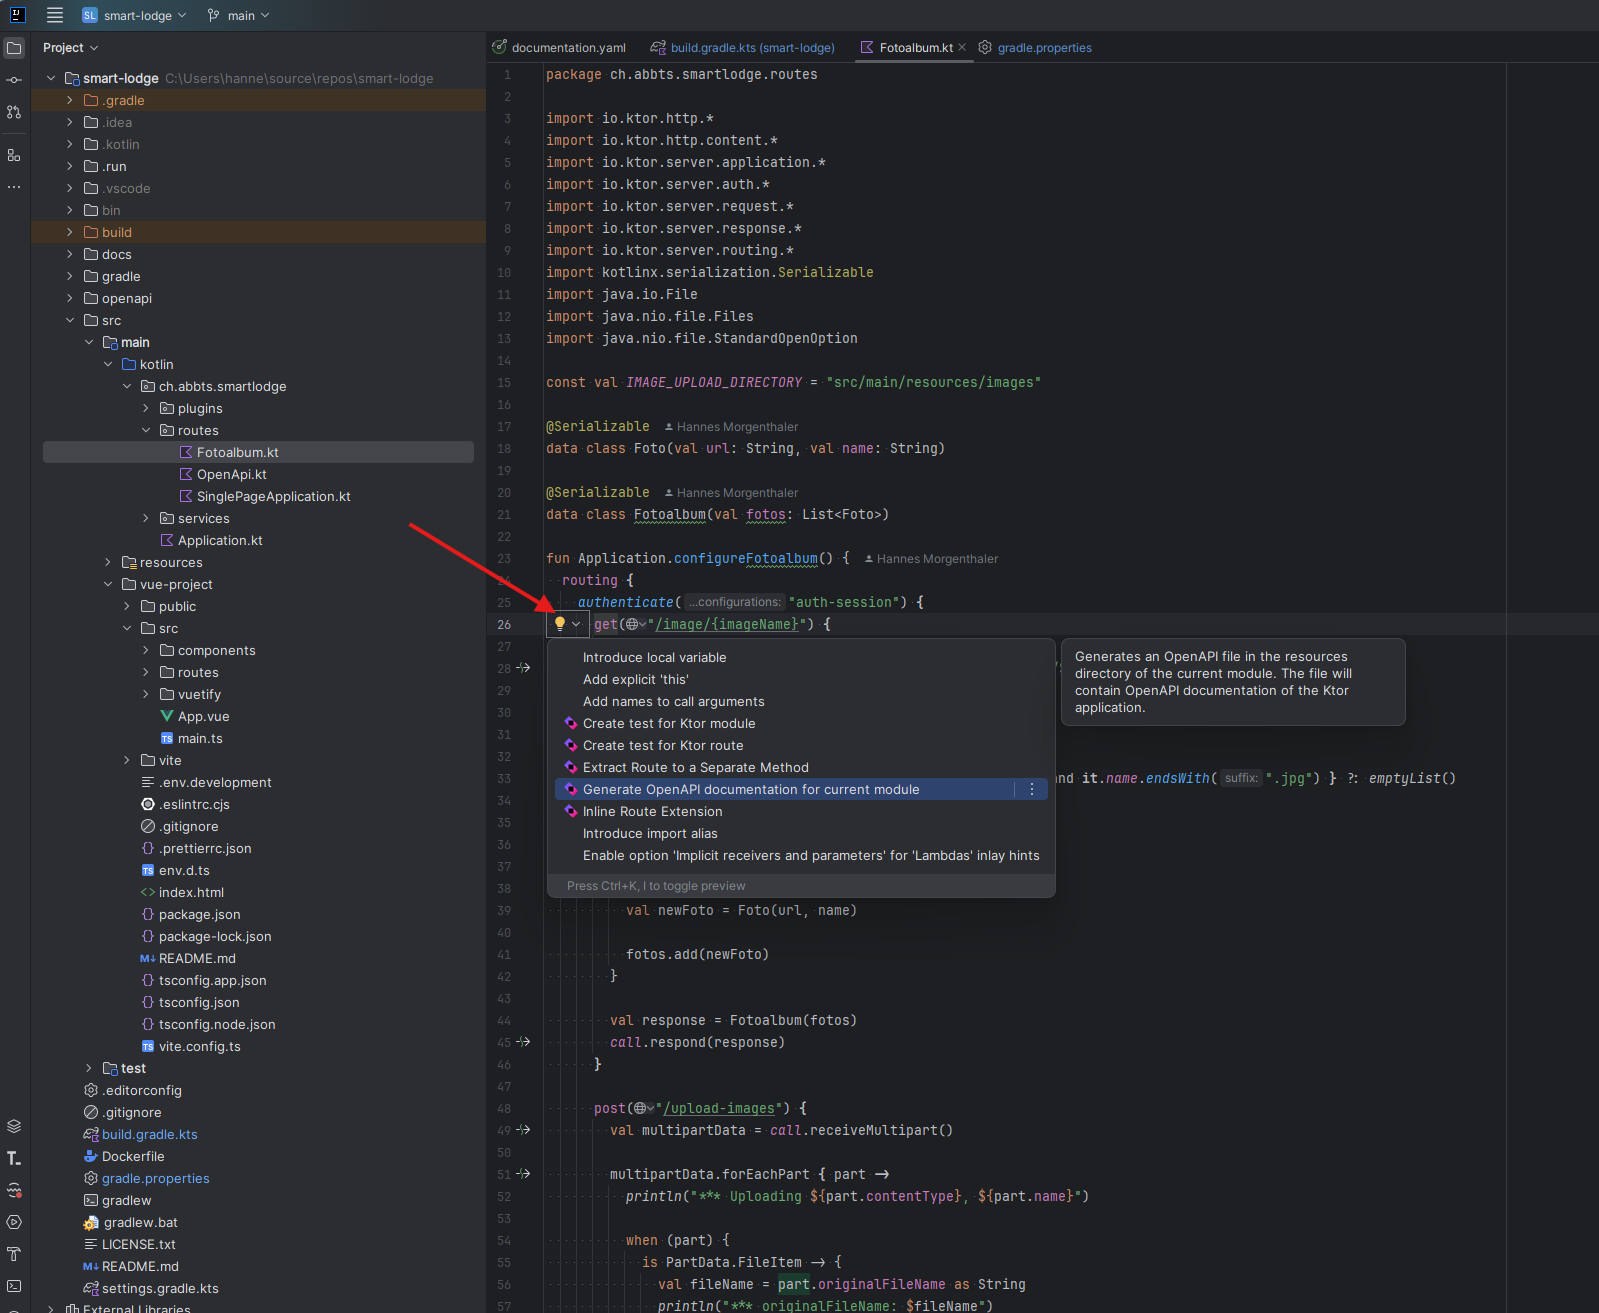 SL smart-lodge main
Project
documentation.yaml build.gradle.kts (smart-lodge) Fotoalbum.kt gradle.properties
smart-lodge C:\Users\hanne\source\repos\smart-lodge
.gradle
.idea
.kotlin
.run
.vscode
bin
build
docs
gradle
openapi
src
main
kotlin
ch.abbts.smartlodge
plugins
routes
Fotoalbum.kt
OpenApi.kt
SinglePageApplication.kt
services
Application.kt
resources
vue-project
public
src
components
routes
vuetify
App.vue
main.ts
vite
.env.development
.eslintrc.cjs
.gitignore
.prettierrc.json
env.d.ts
index.html
package.json
package-lock.json
README.md
tsconfig.app.json
tsconfig.json
tsconfig.node.json
vite.config.ts
test
.editorconfig
.gitignore
build.gradle.kts
Dockerfile
gradle.properties
gradlew
gradlew.bat
LICENSE.txt
README.md
settings.gradle.kts
External Libraries
1 package ch.abbts.smartlodge.routes
2
3 import io.ktor.http.*
4 import io.ktor.http.content.*
5 import io.ktor.server.application.*
6 import io.ktor.server.auth.*
7 import io.ktor.server.request.*
8 import io.ktor.server.response.*
9 import io.ktor.server.routing.*
10 import kotlinx.serialization.Serializable
11 import java.io.File
12 import java.nio.file.Files
13 import java.nio.file.StandardOpenOption
14
15 const val IMAGE_UPLOAD_DIRECTORY = "src/main/resources/images"
16
17 @Serializable Hannes Morgenthaler
18 data class Foto(val url: String, val name: String)
19
20 @Serializable Hannes Morgenthaler
21 data class Fotoalbum(val fotos: List<Foto>)
22
23 fun Application.configureFotoalbum() { Hannes Morgenthaler
24 routing {
25 authenticate( ...configurations: "auth-session") {
26 get("/image/{imageName}") {
27
28
29
30
31
32
33 nd it.name.endsWith( suffix: ".jpg") } ?: emptyList()
34
35
36
37
38
Introduce local variable
Add explicit 'this'
Add names to call arguments
Create test for Ktor module
Create test for Ktor route
Extract Route to a Separate Method
Generate OpenAPI documentation for current module
Inline Route Extension
Introduce import alias
Enable option 'Implicit receivers and parameters' for 'Lambdas' inlay hints
Press Ctrl+K, I to toggle preview
Generates an OpenAPI file in the resources
directory of the current module. The file will
contain OpenAPI documentation of the Ktor
application.
39 val newFoto = Foto(url, name)
40
41 fotos.add(newFoto)
42 }
43
44 val response = Fotoalbum(fotos)
45 call.respond(response)
46 }
47
48 post("/upload-images") {
49 val multipartData = call.receiveMultipart()
50
51 multipartData.forEachPart { part ->
52 println("*** Uploading ${part.contentType}, ${part.name}")
53
54 when (part) {
55 is PartData.FileItem -> {
56 val fileName = part.originalFileName as String
57 println("*** originalFileName: $fileName")